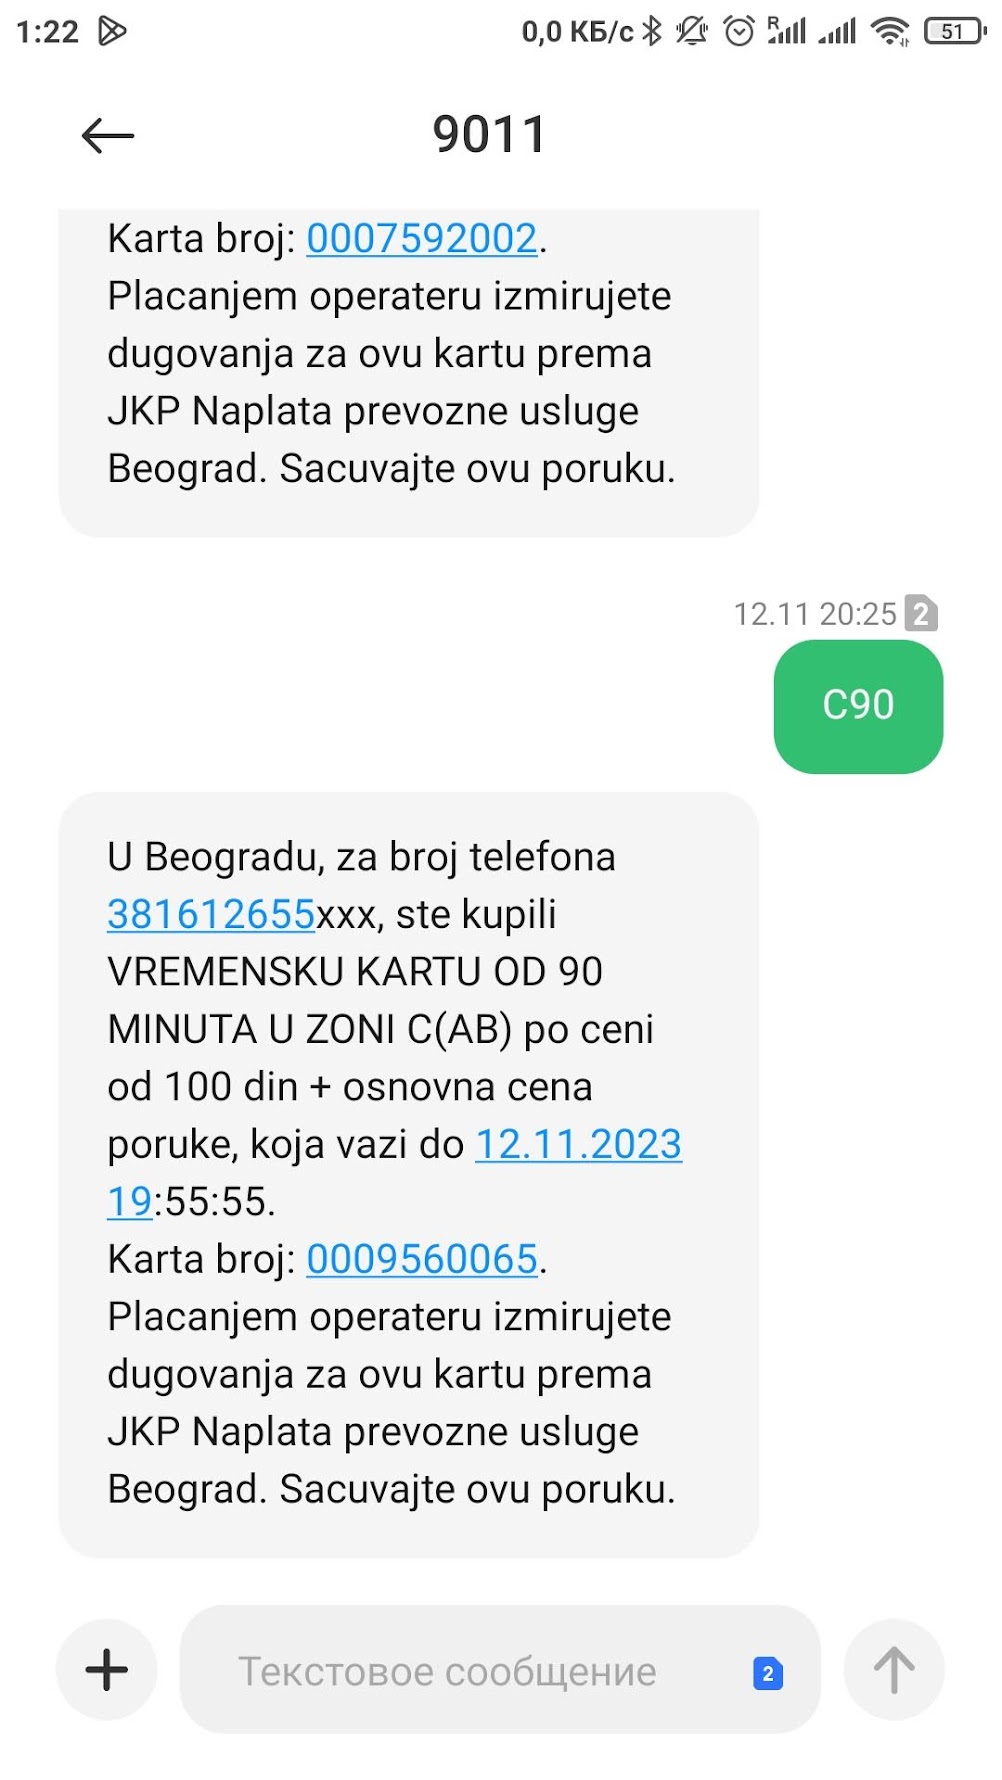 1:22
0,0 КБ/с
R
51
9011
Karta broj: 0007592002.
Placanjem operateru izmirujete
dugovanja za ovu kartu prema
JKP Naplata prevozne usluge
Beograd. Sacuvajte ovu poruku.
12.11 20:25 2
C90
U Beogradu, za broj telefona
381612655xxx, ste kupili
VREMENSKU KARTU OD 90
MINUTA U ZONI C(AB) po ceni
od 100 din + osnovna cena
poruke, koja vazi do 12.11.2023
19:55:55.
Karta broj: 0009560065.
Placanjem operateru izmirujete
dugovanja za ovu kartu prema
JKP Naplata prevozne usluge
Beograd. Sacuvajte ovu poruku.
Текстовое сообщение 2